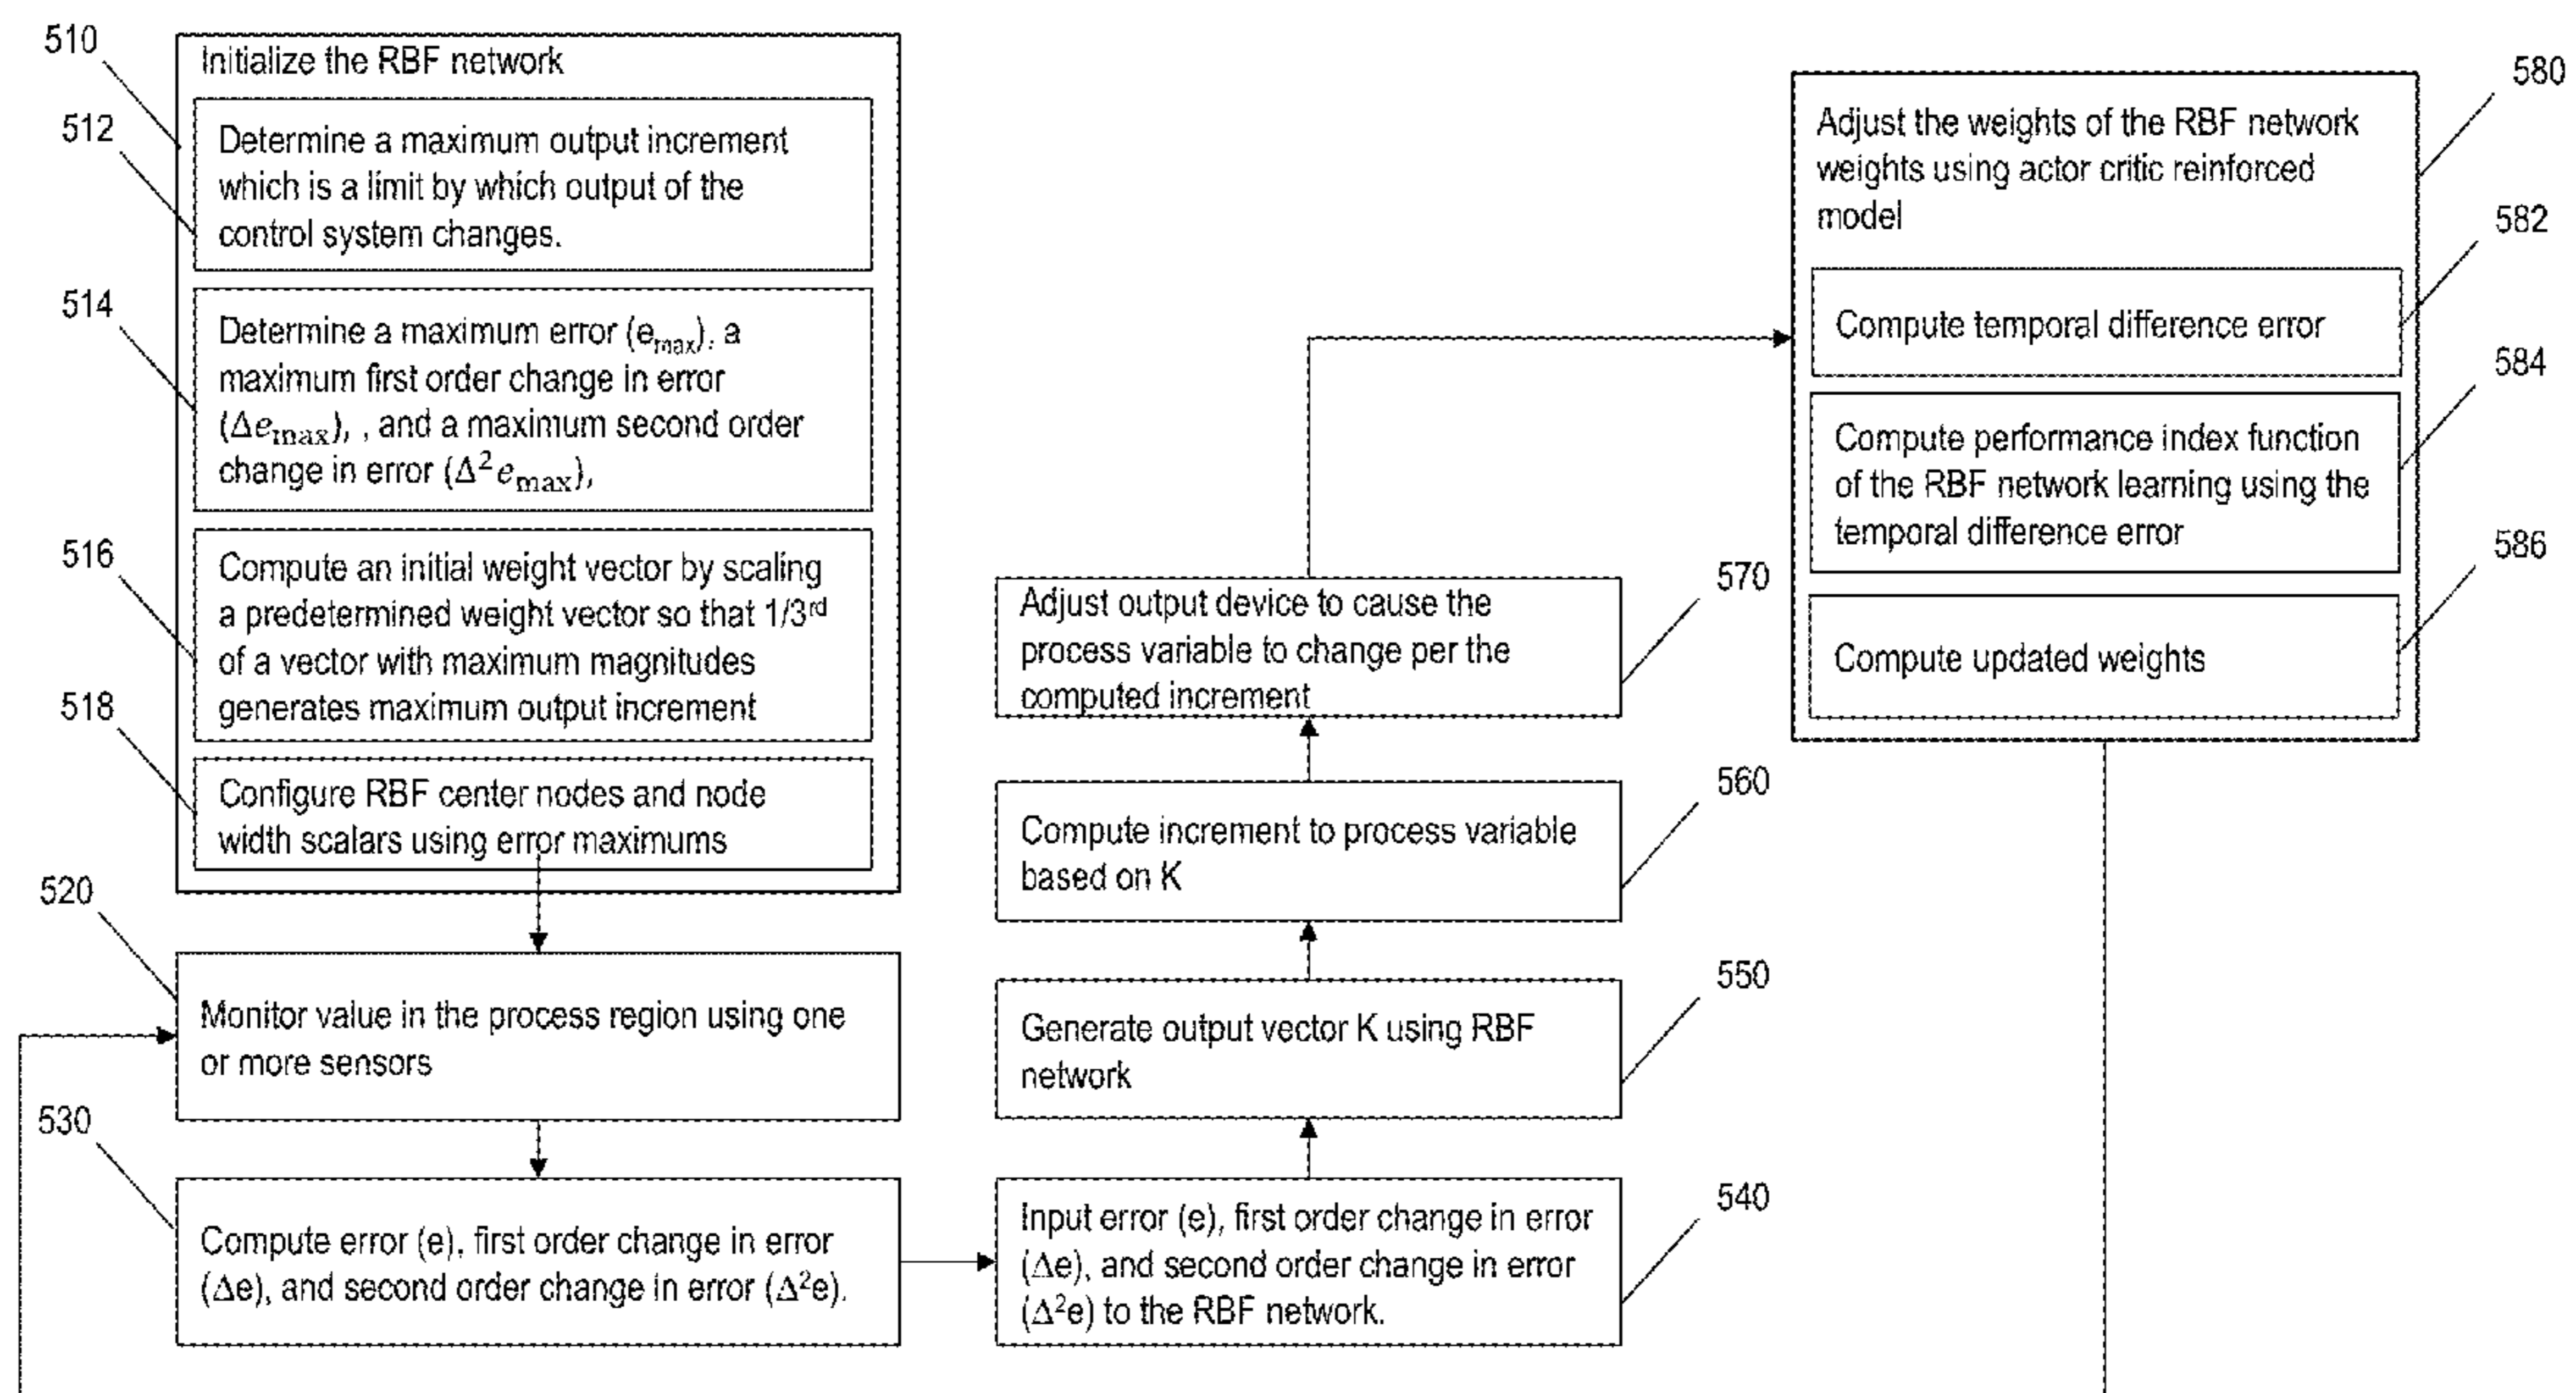 510
Initialize the RBF network
512
Determine a maximum output increment
which is a limit by which output of the
control system changes.
514
Determine a maximum error (eₘₐₓ), a
maximum first order change in error
(Δeₘₐₓ), , and a maximum second order
change in error (Δ²eₘₐₓ),
516
Compute an initial weight vector by scaling
a predetermined weight vector so that 1/3ʳᵈ
of a vector with maximum magnitudes
generates maximum output increment
518
Configure RBF center nodes and node
width scalars using error maximums
520
Monitor value in the process region using one
or more sensors
530
Compute error (e), first order change in error
(Δe), and second order change in error (Δ²e).
540
Input error (e), first order change in error
(Δe), and second order change in error
(Δ²e) to the RBF network.
550
Generate output vector K using RBF
network
560
Compute increment to process variable
based on K
570
Adjust output device to cause the
process variable to change per the
computed increment
580
Adjust the weights of the RBF network
weights using actor critic reinforced
model
582
Compute temporal difference error
584
Compute performance index function
of the RBF network learning using the
temporal difference error
586
Compute updated weights